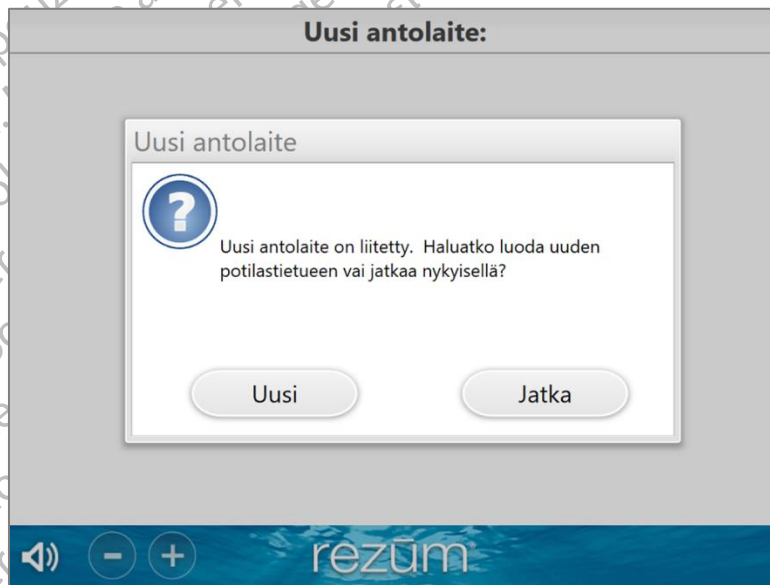 Uusi antolaite:
Uusi antolaite
?
Uusi antolaite on liitetty. Haluatko luoda uuden
potilastietueen vai jatkaa nykyisellä?
Uusi Jatka
- + rezūm